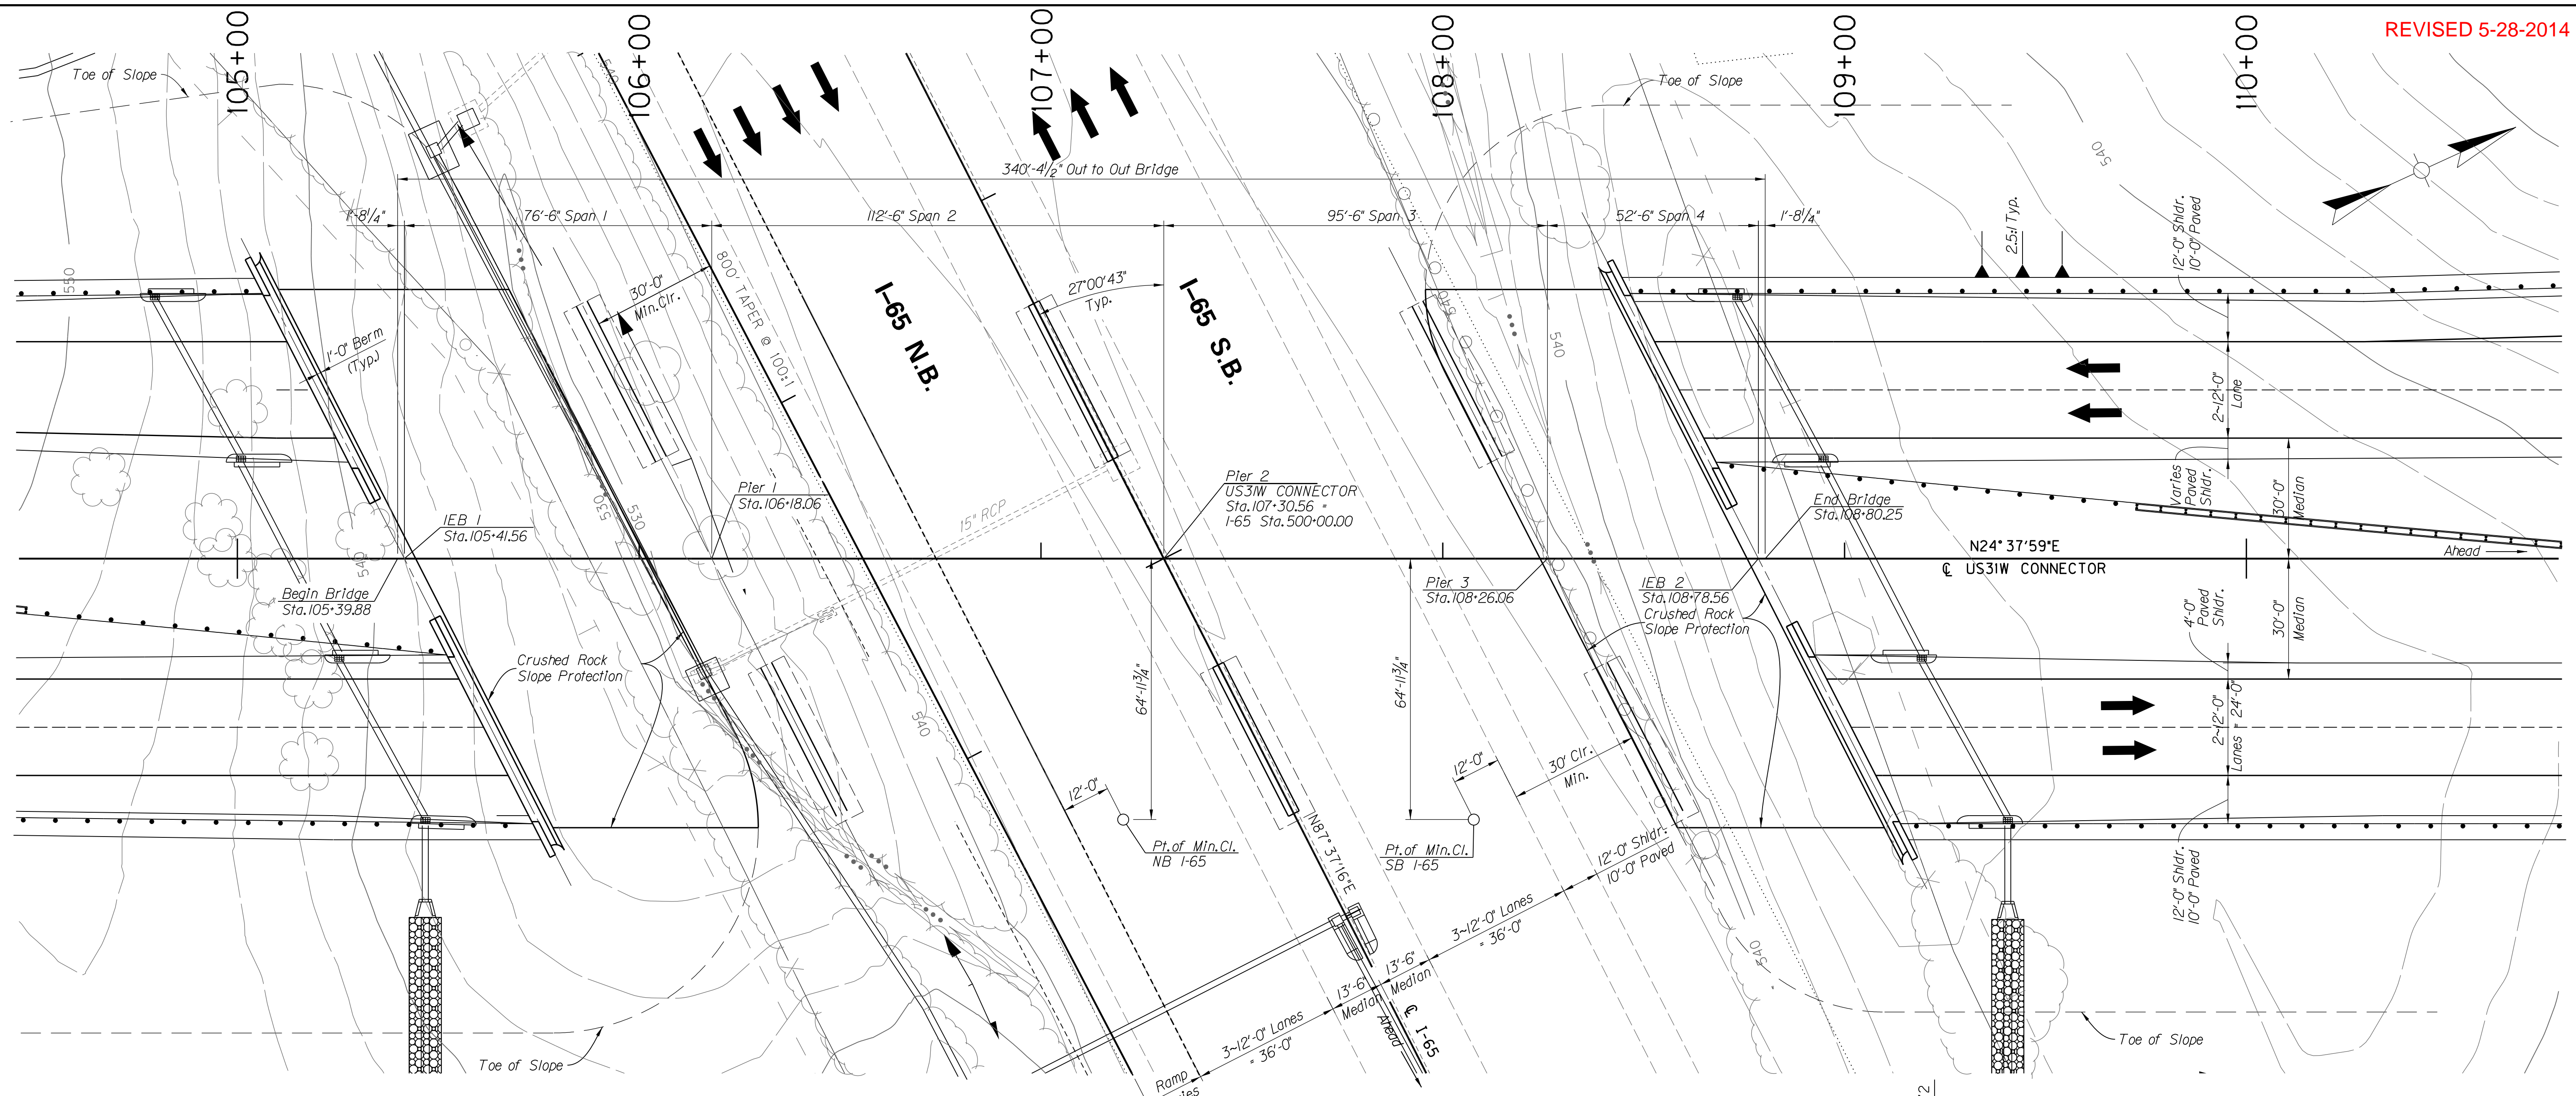 REVISED 5-28-2014
105+00
106+00
107+00
108+00
109+00
110+00
Toe of Slope
Toe of Slope
540
540
340'-4 1/2" Out to Out Bridge
1'-8 1/4"
76'-6" Span 1
112'-6" Span 2
95'-6" Span 3
52'-6" Span 4
1'-8 1/4"
2.5:1 Typ.
12'-0" Shldr.
10'-0" Paved
550
30'-0"
Min.Clr.
800' TAPER @ 100:1
27°00'43"
Typ.
I-65 N.B.
I-65 S.B.
540
540
1'-0" Berm
(Typ.)
2~12'-0"
Lane
Varies
Paved
Shldr.
30'-0"
Median
Pier 1
Sta.106+18.06
Pier 2
US31W CONNECTOR
Sta.107+30.56 =
I-65 Sta.500+00.00
End Bridge
Sta.108+80.25
IEB 1
Sta.105+41.56
530
530
15" RCP
540
N24°37'59"E
Ahead
℄ US31W CONNECTOR
Begin Bridge
Sta.105+39.88
Pier 3
Sta.108+26.06
IEB 2
Sta.108+78.56
Crushed Rock
Slope Protection
4'-0"
Paved
Shldr.
30'-0"
Median
Crushed Rock
Slope Protection
64'-11 3/4"
64'-11 3/4"
540
2~12'-0"
Lanes = 24'-0"
12'-0"
12'-0"
30' Clr.
Min.
Pt.of Min.Cl.
NB I-65
Pt.of Min.Cl.
SB I-65
N87°37'16"E
12'-0" Shldr.
10'-0" Paved
12'-0" Shldr.
10'-0" Paved
3~12'-0" Lanes
= 36'-0"
540
13'-6"
Median
13'-6"
Median
3~12'-0" Lanes
= 36'-0"
Ahead
℄ I-65
Ramp
Toe of Slope
Toe of Slope